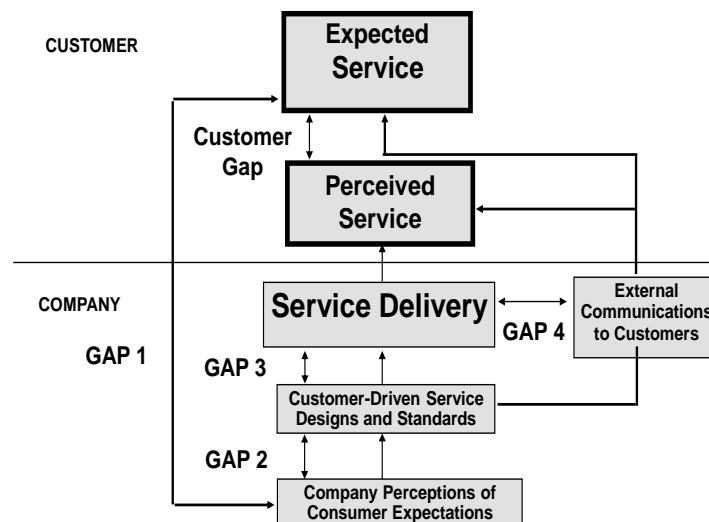 CUSTOMER
Expected
Service
Customer
Gap
Perceived
Service
COMPANY
Service Delivery
External
Communications
to Customers
GAP 4
GAP 1
GAP 3
Customer-Driven Service
Designs and Standards
GAP 2
Company Perceptions of
Consumer Expectations